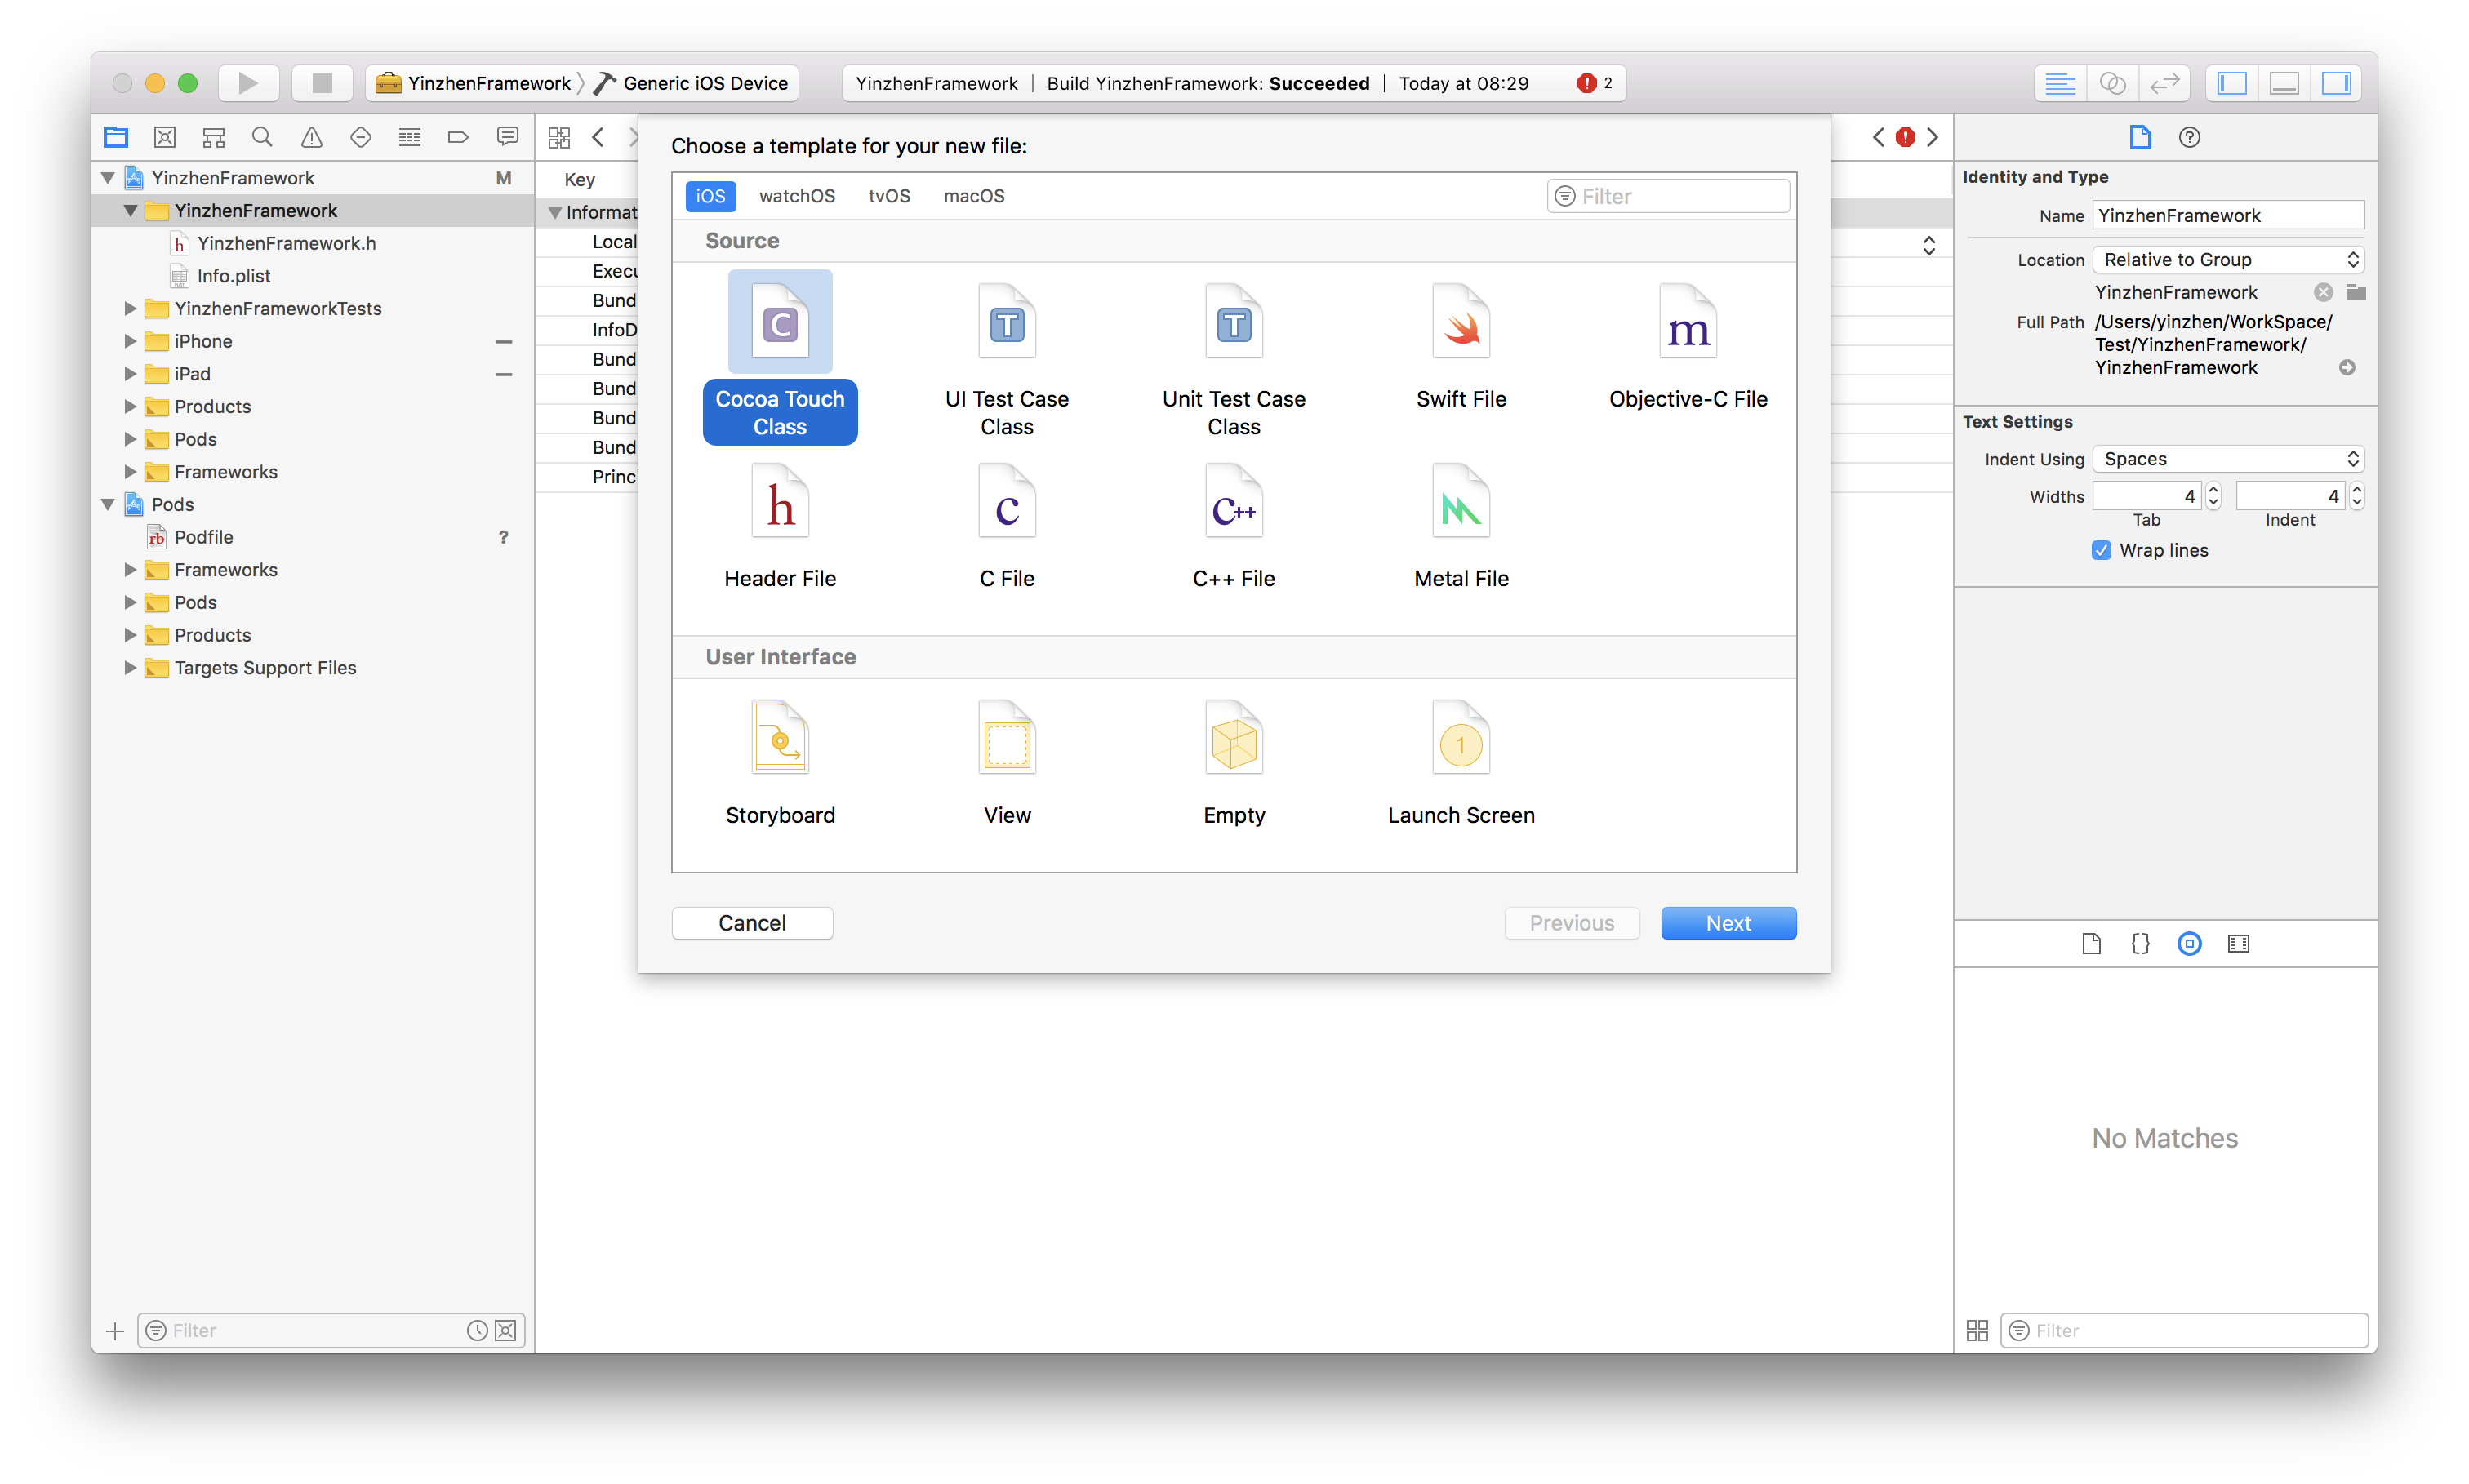 YinzhenFramework
Generic iOS Device
YinzhenFramework | Build YinzhenFramework: Succeeded | Today at 08:29
2
YinzhenFramework
M
YinzhenFramework
YinzhenFramework.h
Info.plist
YinzhenFrameworkTests
iPhone
iPad
Products
Pods
Frameworks
Pods
Podfile
?
Frameworks
Pods
Products
Targets Support Files
Filter
Key
Informat
Local
Execu
Bund
InfoD
Bund
Bund
Bund
Bund
Princi
Choose a template for your new file:
iOS
watchOS
tvOS
macOS
Filter
Source
C
T
T
m
Cocoa Touch
Class
UI Test Case
Class
Unit Test Case
Class
Swift File
Objective-C File
h
c
C++
Header File
C File
C++ File
Metal File
User Interface
1
Storyboard
View
Empty
Launch Screen
Cancel
Previous
Next
Identity and Type
Name
YinzhenFramework
Location
Relative to Group
YinzhenFramework
Full Path
/Users/yinzhen/WorkSpace/
Test/YinzhenFramework/
YinzhenFramework
Text Settings
Indent Using
Spaces
Widths
4
4
Tab
Indent
Wrap lines
{}
No Matches
Filter